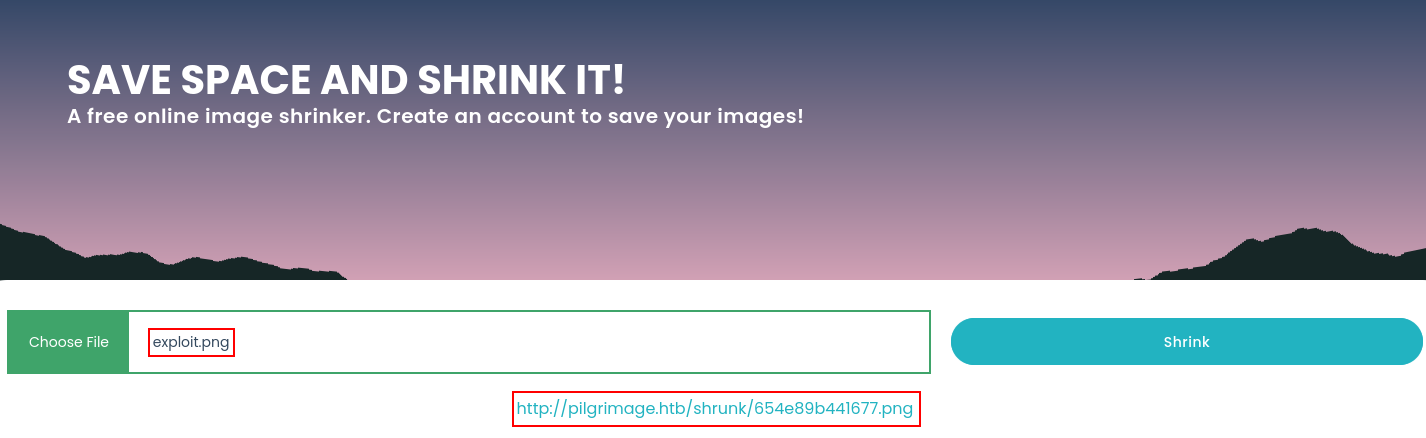 SAVE SPACE AND SHRINK IT!
A free online image shrinker. Create an account to save your images!
Choose File
exploit.png
Shrink
http://pilgrimage.htb/shrunk/654e89b441677.png